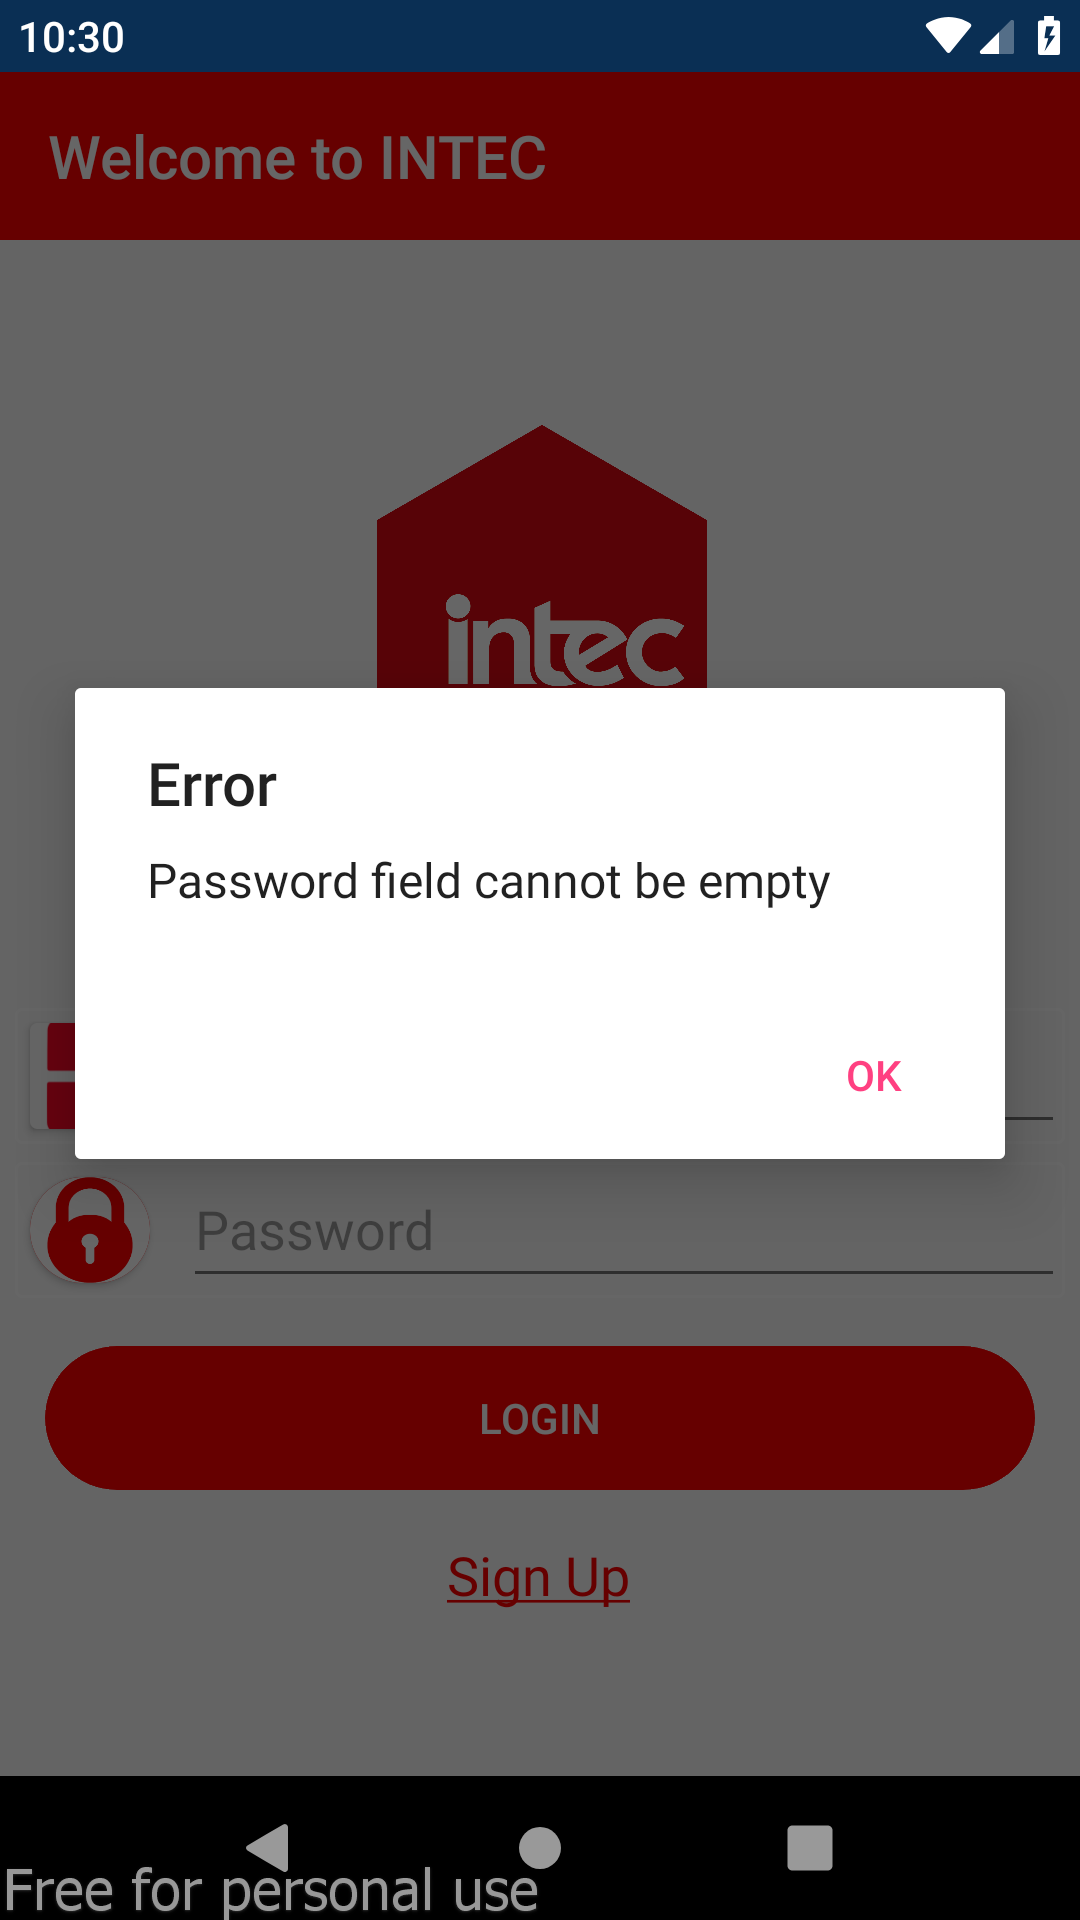 10:30
Welcome to INTEC
intec
Error
Password field cannot be empty
OK
Password
LOGIN
Sign Up
Free for personal use